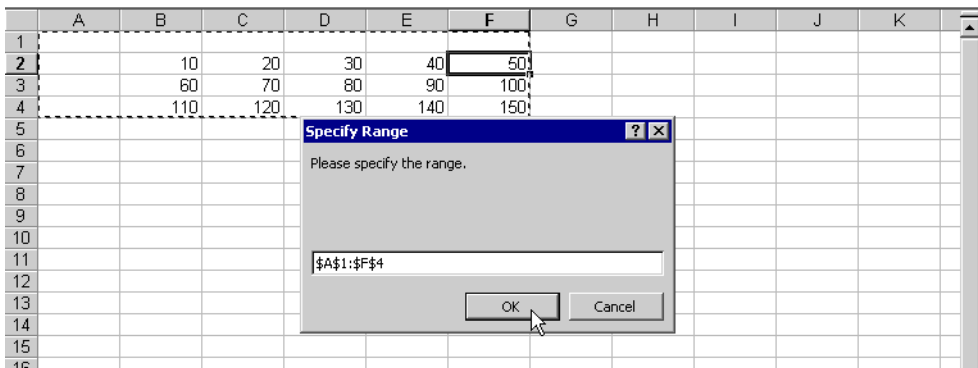 A B C D E F G H I J K
1
2 10 20 30 40 50
3 60 70 80 90 100
4 110 120 130 140 150
5
6
7
8
9
10
11
12
13
14
15
16
Specify Range
Please specify the range.
$A$1:$F$4
OK Cancel